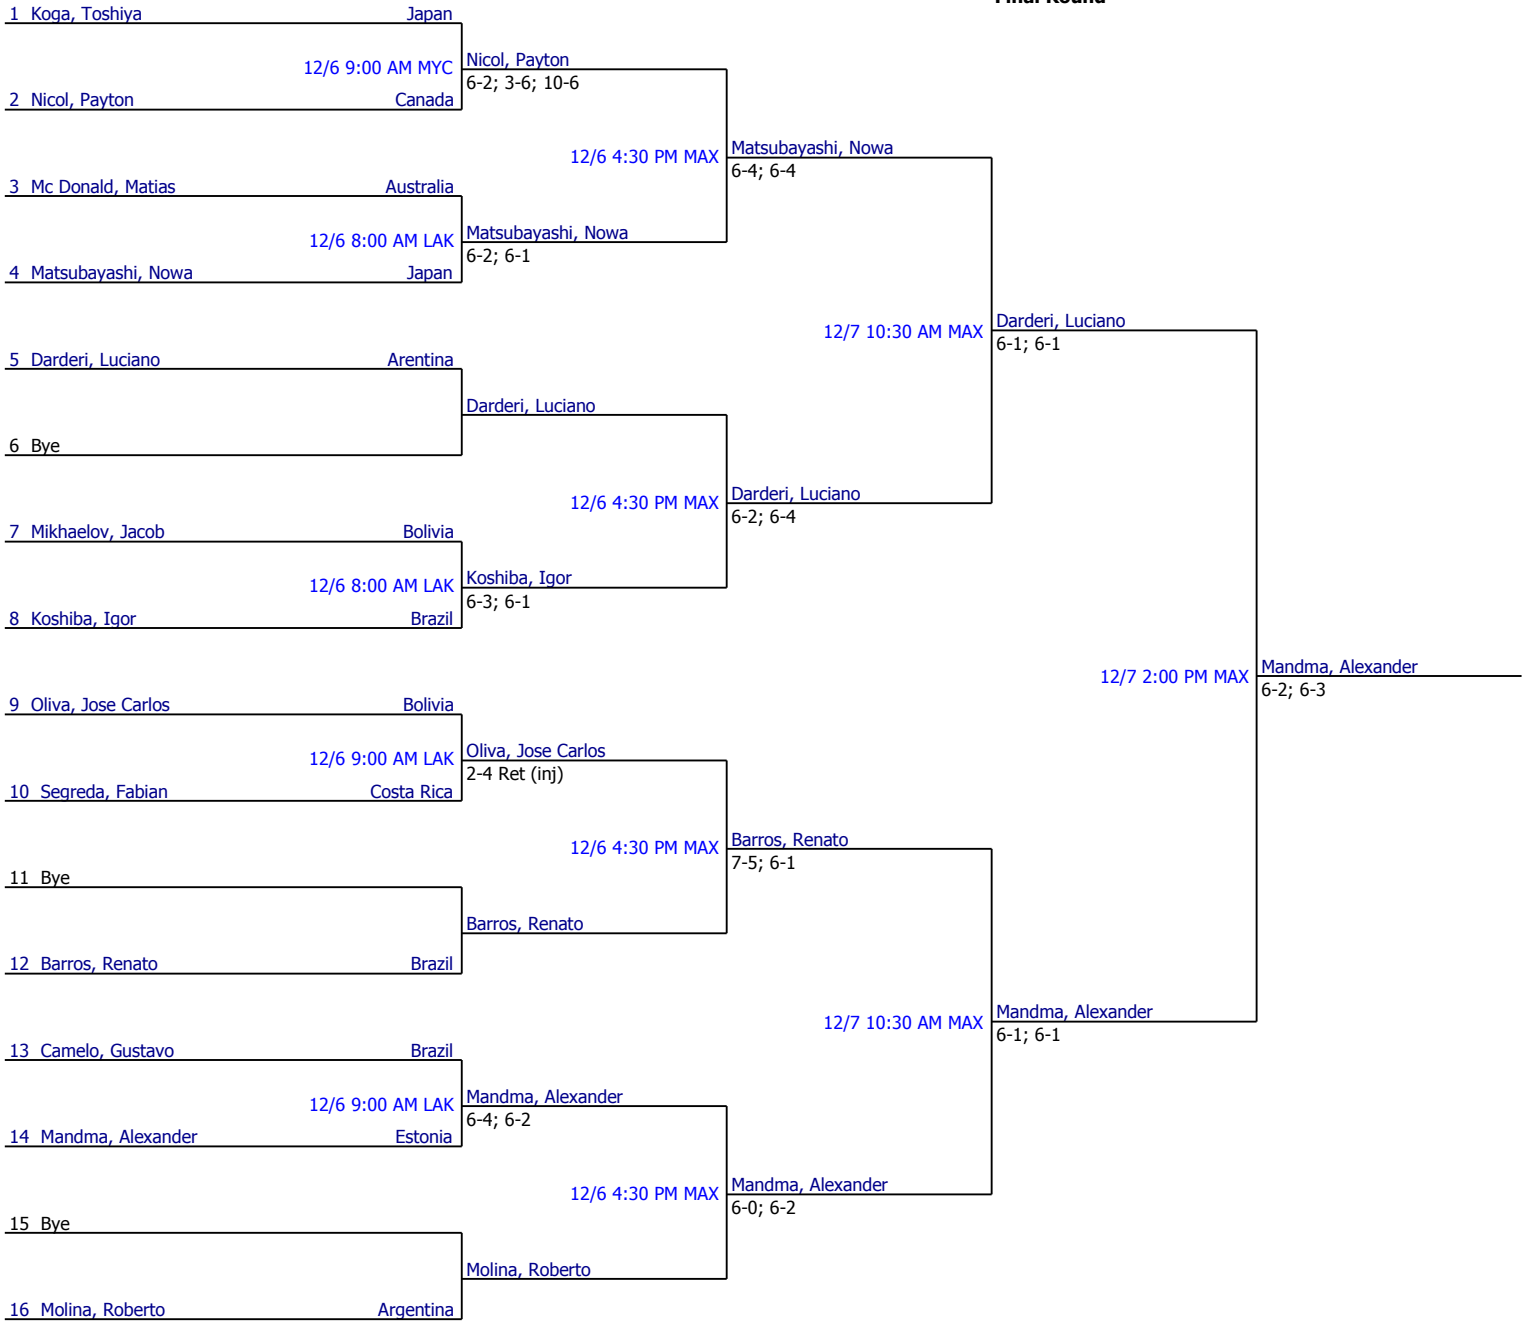 Final Round
1 Koga, Toshiya Japan
12/6 9:00 AM MYC
Nicol, Payton
6-2; 3-6; 10-6
2 Nicol, Payton Canada
12/6 4:30 PM MAX
Matsubayashi, Nowa
6-4; 6-4
3 Mc Donald, Matias Australia
12/6 8:00 AM LAK
Matsubayashi, Nowa
6-2; 6-1
4 Matsubayashi, Nowa Japan
12/7 10:30 AM MAX
Darderi, Luciano
6-1; 6-1
5 Darderi, Luciano Arentina
Darderi, Luciano
6 Bye
12/6 4:30 PM MAX
Darderi, Luciano
6-2; 6-4
7 Mikhaelov, Jacob Bolivia
12/6 8:00 AM LAK
Koshiba, Igor
6-3; 6-1
8 Koshiba, Igor Brazil
12/7 2:00 PM MAX
Mandma, Alexander
6-2; 6-3
9 Oliva, Jose Carlos Bolivia
12/6 9:00 AM LAK
Oliva, Jose Carlos
2-4 Ret (inj)
10 Segreda, Fabian Costa Rica
12/6 4:30 PM MAX
Barros, Renato
7-5; 6-1
11 Bye
Barros, Renato
12 Barros, Renato Brazil
12/7 10:30 AM MAX
Mandma, Alexander
6-1; 6-1
13 Camelo, Gustavo Brazil
12/6 9:00 AM LAK
Mandma, Alexander
6-4; 6-2
14 Mandma, Alexander Estonia
12/6 4:30 PM MAX
Mandma, Alexander
6-0; 6-2
15 Bye
Molina, Roberto
16 Molina, Roberto Argentina